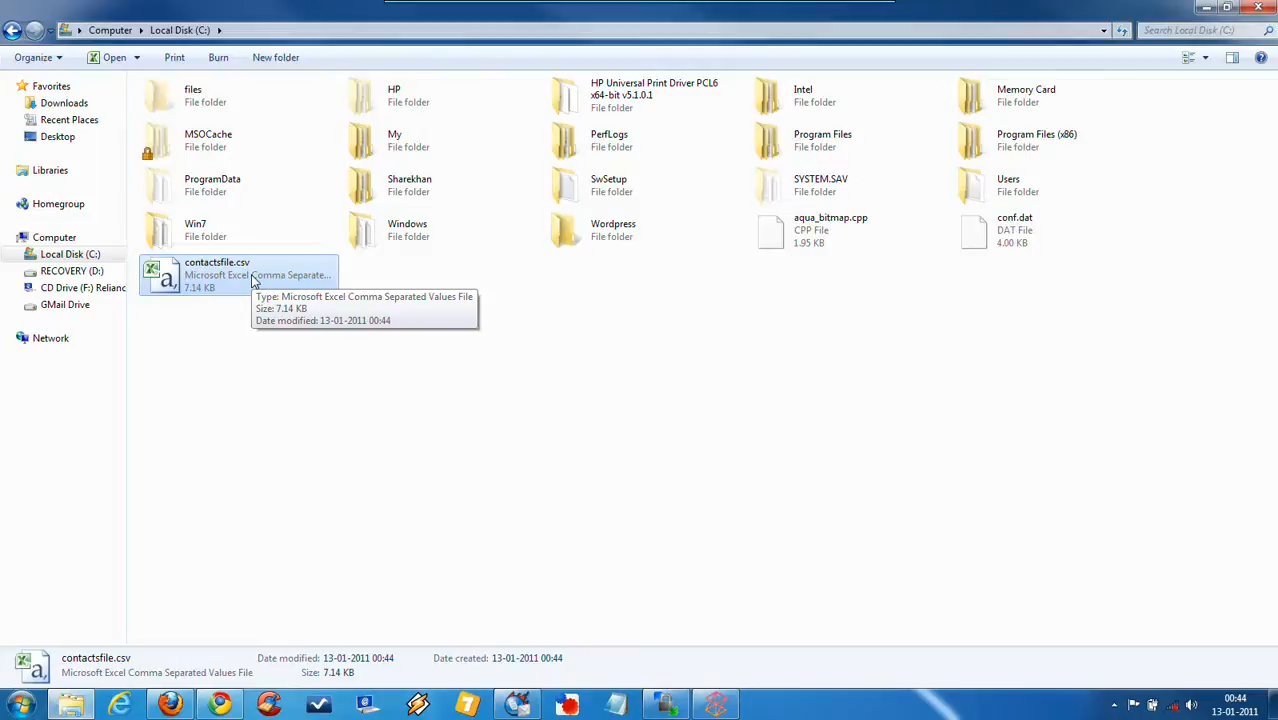 Computer
Local Disk (C:)
Search Local Disk (C:)
Organize
Open
Print
Burn
New folder
Favorites
Downloads
Recent Places
Desktop
Libraries
Homegroup
Computer
Local Disk (C:)
RECOVERY (D:)
CD Drive (F:) Relianc
GMail Drive
Network
files
File folder
HP
File folder
HP Universal Print Driver PCL6
x64-bit v5.1.0.1
File folder
Intel
File folder
Memory Card
File folder
MSOCache
File folder
My
File folder
PerfLogs
File folder
Program Files
File folder
Program Files (x86)
File folder
ProgramData
File folder
Sharekhan
File folder
SwSetup
File folder
SYSTEM.SAV
File folder
Users
File folder
Win7
File folder
Windows
File folder
Wordpress
File folder
aqua_bitmap.cpp
CPP File
1.95 KB
conf.dat
DAT File
4.00 KB
contactsfile.csv
Microsoft Excel Comma Separate...
7.14 KB
Type: Microsoft Excel Comma Separated Values File
Size: 7.14 KB
Date modified: 13-01-2011 00:44
contactsfile.csv
Date modified: 13-01-2011 00:44
Date created: 13-01-2011 00:44
Microsoft Excel Comma Separated Values File
Size: 7.14 KB
00:44
13-01-2011